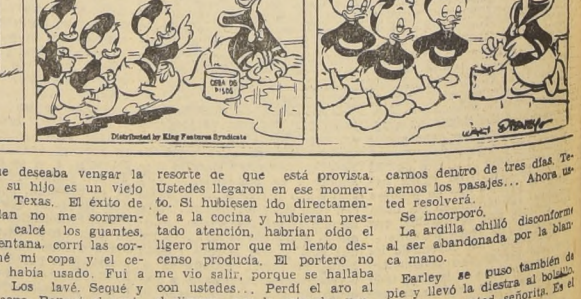 CERA DE
PISOS
Distributed by King Features Syndicate
WALT DISNEY
ue deseaba vengar la
su hijo es un viejo
Texas. El éxito de
lan no me sorpren-
calcé los guantes,
entana. corrí las cor-
né mi copa y el ce-
había usado. Fui a
Los lavé. Sequé y
resorte de que está provista.
Ustedes llegaron en ese momen-
to. Si hubiesen ido directamen-
te a la cocina y hubieran pres-
tado atención, habrían oído el
ligero rumor que mi lento des-
censo producía. El portero no
me vio salir, porque se hallaba
con ustedes... Perdí el aro al
carnos dentro de tres días. Te-
nemos los pasajes... Ahora us-
ted resolverá.
Se incorporó.
La ardilla chilló disconforme
al ser abandonada por la blan-
ca mano.
Earley se puso también de
pie y llevó la diestra al bolsillo.
señorita. Es el